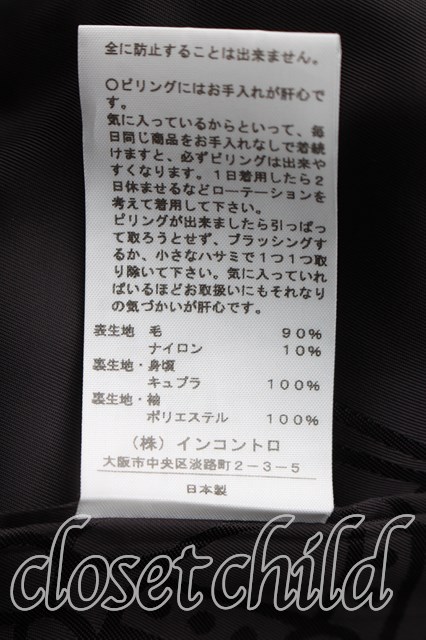 全に防止することは出来ません。
○ピリングにはお手入れが肝心で
す。
気に入っているからといって、毎
日同じ商品をお手入れなしで着続
けますと、必ずピリングは出来や
すくなります。1日着用したら2
日休ませるなどローテーションを
考えて着用して下さい。
ピリングが出来ましたら引っぱっ
て取ろうとせず、ブラッシングす
るか、小さなハサミで1つ1つ取
り除いて下さい。気に入っていれ
ばいるほどお取扱いにもそれなり
の気づかいが肝心です。
表生地 毛 90%
ナイロン 10%
裏生地・身頃
キュプラ 100%
裏生地・袖
ポリエステル 100%
(株)インコントロ
大阪市中央区淡路町2-3-5
日本製
closet child